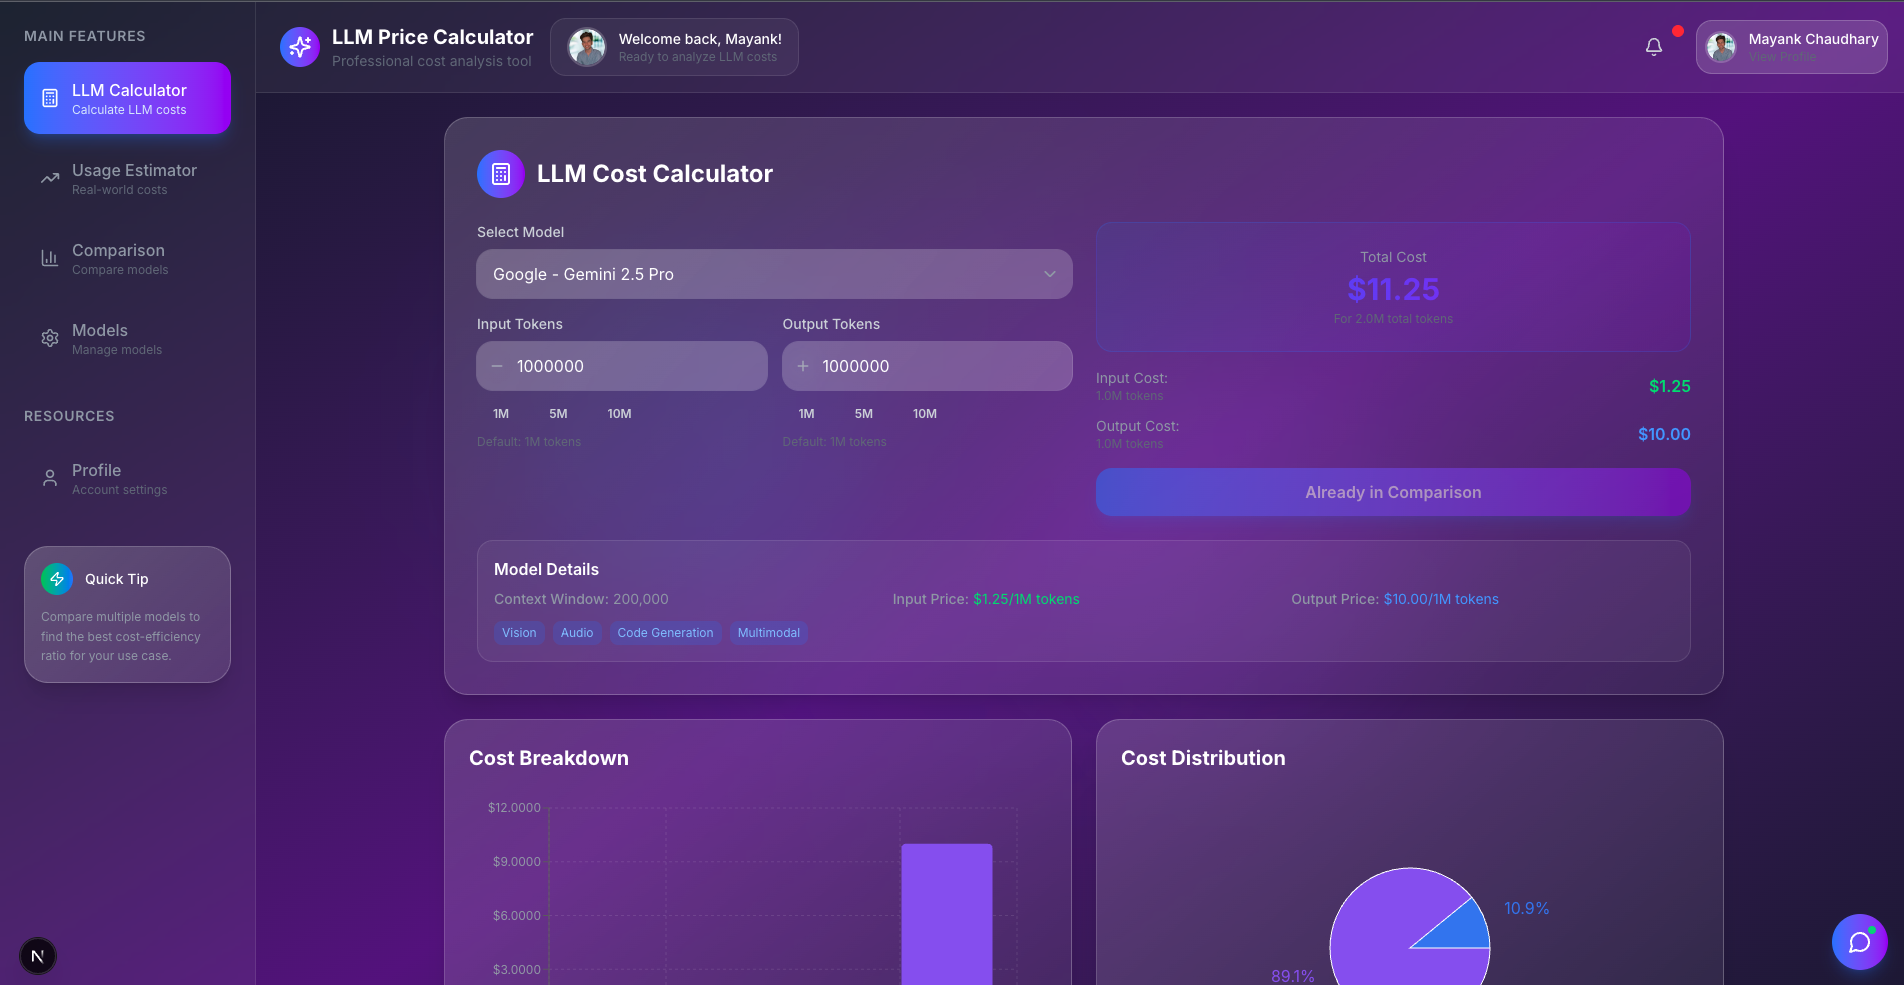 MAIN FEATURES
LLM Calculator
Calculate LLM costs
Usage Estimator
Real-world costs
Comparison
Compare models
Models
Manage models
RESOURCES
Profile
Account settings
Quick Tip
Compare multiple models to
find the best cost-efficiency
ratio for your use case.
N
LLM Price Calculator
Professional cost analysis tool
Welcome back, Mayank!
Ready to analyze LLM costs
Mayank Chaudhary
View Profile
LLM Cost Calculator
Select Model
Google - Gemini 2.5 Pro
Input Tokens
1000000
1M 5M 10M
Default: 1M tokens
Output Tokens
1000000
1M 5M 10M
Default: 1M tokens
Total Cost
$11.25
For 2.0M total tokens
Input Cost:
1.0M tokens
$1.25
Output Cost:
1.0M tokens
$10.00
Already in Comparison
Model Details
Context Window: 200,000
Input Price: $1.25/1M tokens
Output Price: $10.00/1M tokens
Vision Audio Code Generation Multimodal
Cost Breakdown
$12.0000
$9.0000
$6.0000
$3.0000
Cost Distribution
10.9%
89.1%